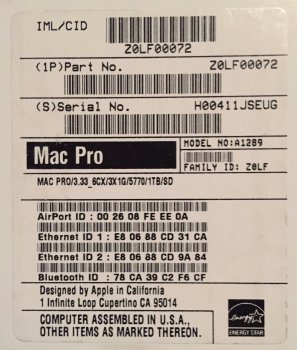 IML/CID
Z0LF00072
(1P)Part No. Z0LF00072
(S)Serial No. H00411JSEUG
Mac Pro
MODEL NO: A1289
FAMILY ID: Z0LF
MAC PRO/3.33_6CX/3X1G/5770/1TB/SD
AirPort ID : 00 26 08 FE EE 0A
Ethernet ID 1 : E8 06 88 CD 31 CA
Ethernet ID 2 : E8 06 88 CD 9A 84
Bluetooth ID : 78 CA 39 C2 F6 CF
Designed by Apple in California
1 Infinite Loop Cupertino CA 95014
COMPUTER ASSEMBLED IN U.S.A.,
OTHER ITEMS AS MARKED THEREON.
energy
ENERGY STAR